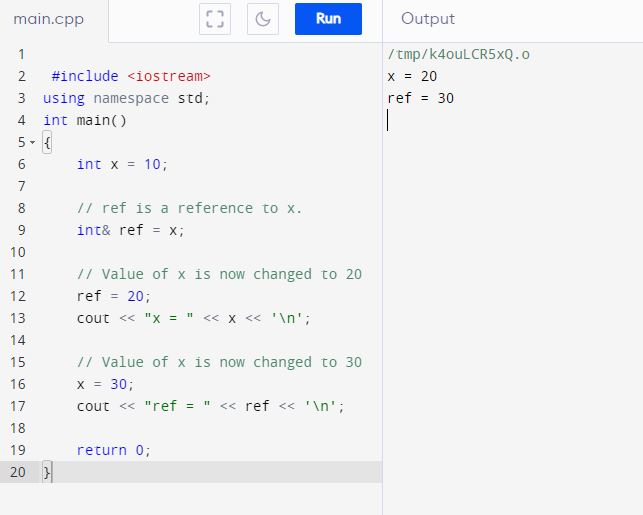 main.cpp
Run
Output
1
2 #include <iostream>
3 using namespace std;
4 int main()
5 {
6 int x = 10;
7
8 // ref is a reference to x.
9 int& ref = x;
10
11 // Value of x is now changed to 20
12 ref = 20;
13 cout << "x = " << x << '\n';
14
15 // Value of x is now changed to 30
16 x = 30;
17 cout << "ref = " << ref << '\n';
18
19 return 0;
20 }
/tmp/k4ouLCR5xQ.o
x = 20
ref = 30